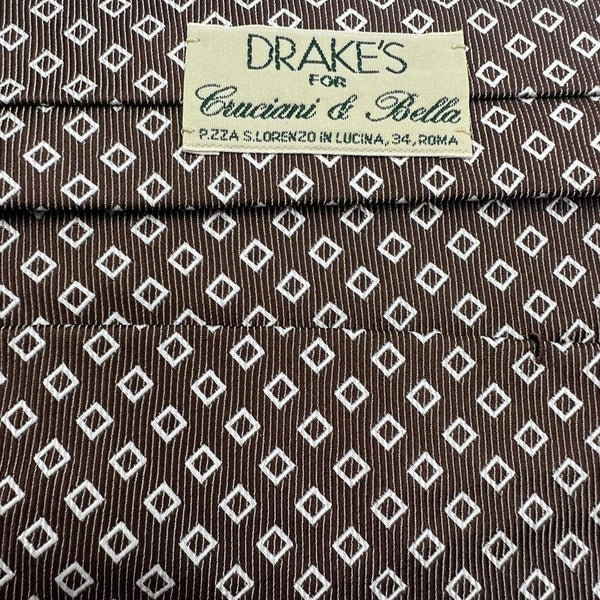 DRAKE'S
FOR
Cruciani & Bella
P.ZZA S.LORENZO IN LUCINA, 34, ROMA